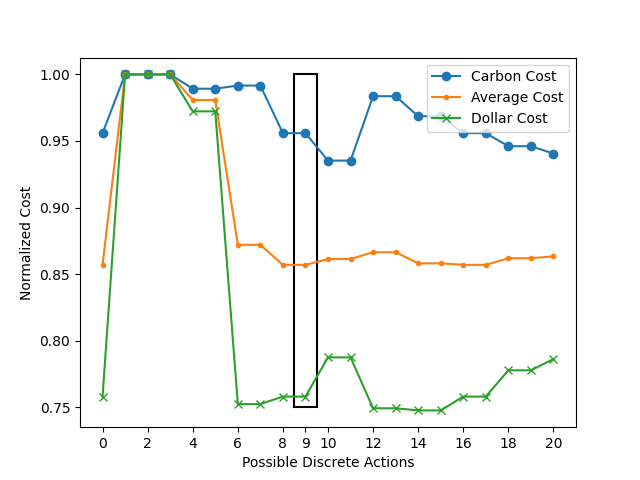 Carbon Cost
Average Cost
Dollar Cost
1.00
0.95
0.90
0.85
0.80
0.75
Normalized Cost
0 2 4 6 8 9 10 12 14 16 18 20
Possible Discrete Actions